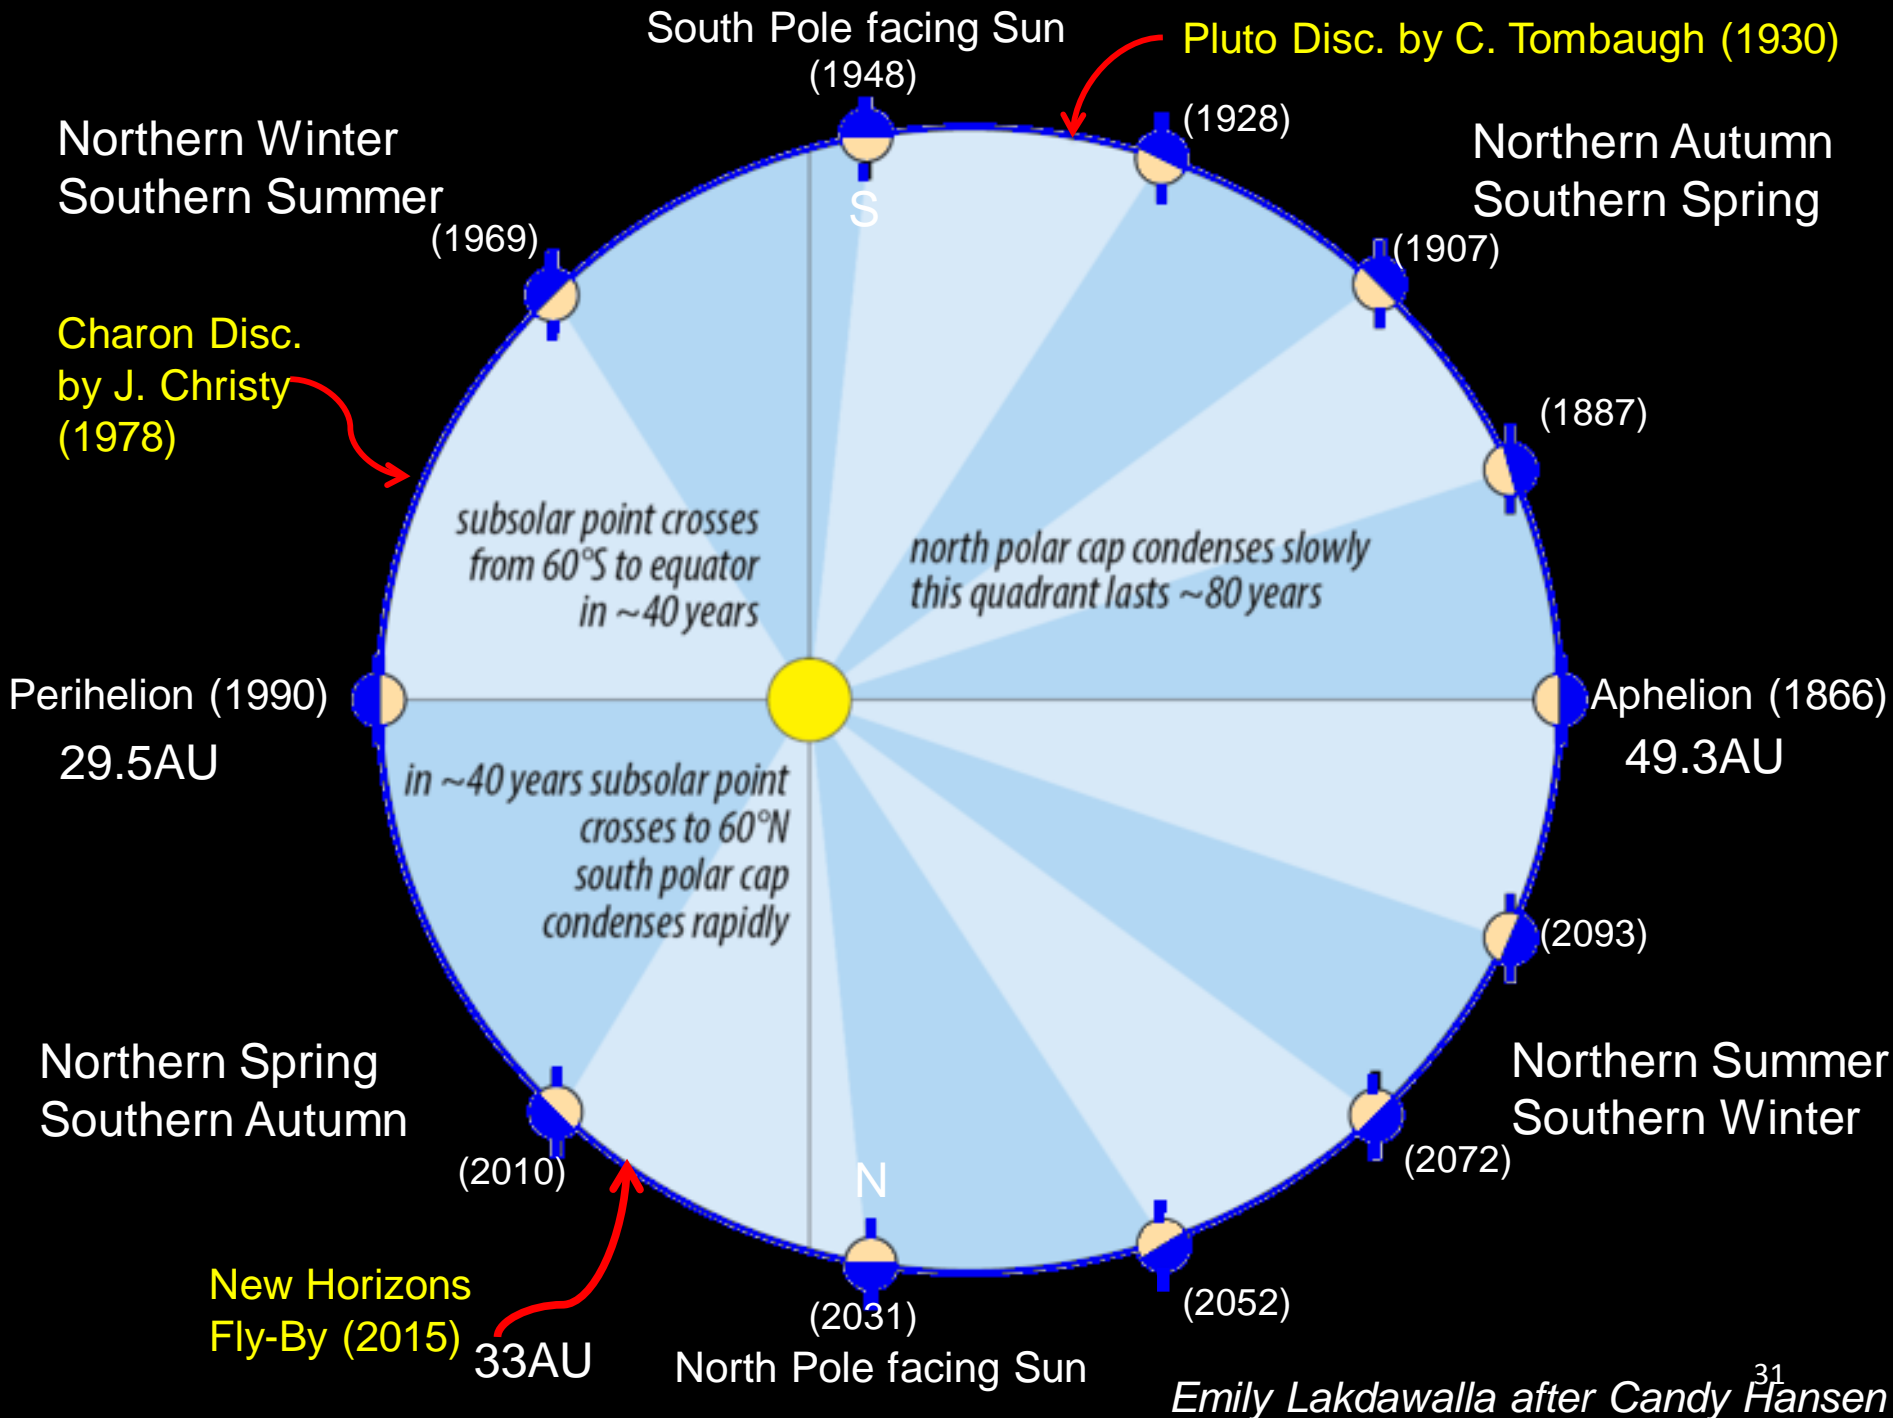 South Pole facing Sun
(1948)
Pluto Disc. by C. Tombaugh (1930)
(1928)
Northern Winter
Southern Summer
Northern Autumn
Southern Spring
S
(1969)
(1907)
Charon Disc.
by J. Christy
(1978)
(1887)
subsolar point crosses
from 60°S to equator
in ~40 years
north polar cap condenses slowly
this quadrant lasts ~80 years
Perihelion (1990)
29.5AU
Aphelion (1866)
49.3AU
in ~40 years subsolar point
crosses to 60°N
south polar cap
condenses rapidly
(2093)
Northern Spring
Southern Autumn
Northern Summer
Southern Winter
(2010)
N
(2072)
New Horizons
Fly-By (2015)
33AU
(2031)
North Pole facing Sun
(2052)
31
Emily Lakdawalla after Candy Hansen